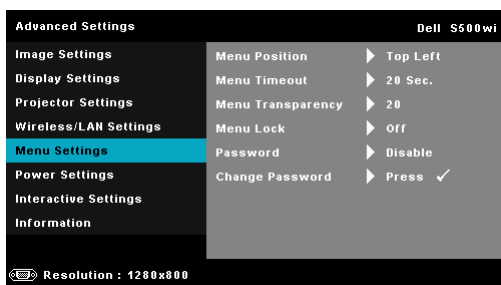 Advanced Settings Dell S500wi
Image Settings Menu Position Top Left
Display Settings Menu Timeout 20 Sec.
Projector Settings Menu Transparency 20
Wireless/LAN Settings Menu Lock Off
Menu Settings Password Disable
Power Settings Change Password Press
Interactive Settings
Information
Resolution : 1280x800